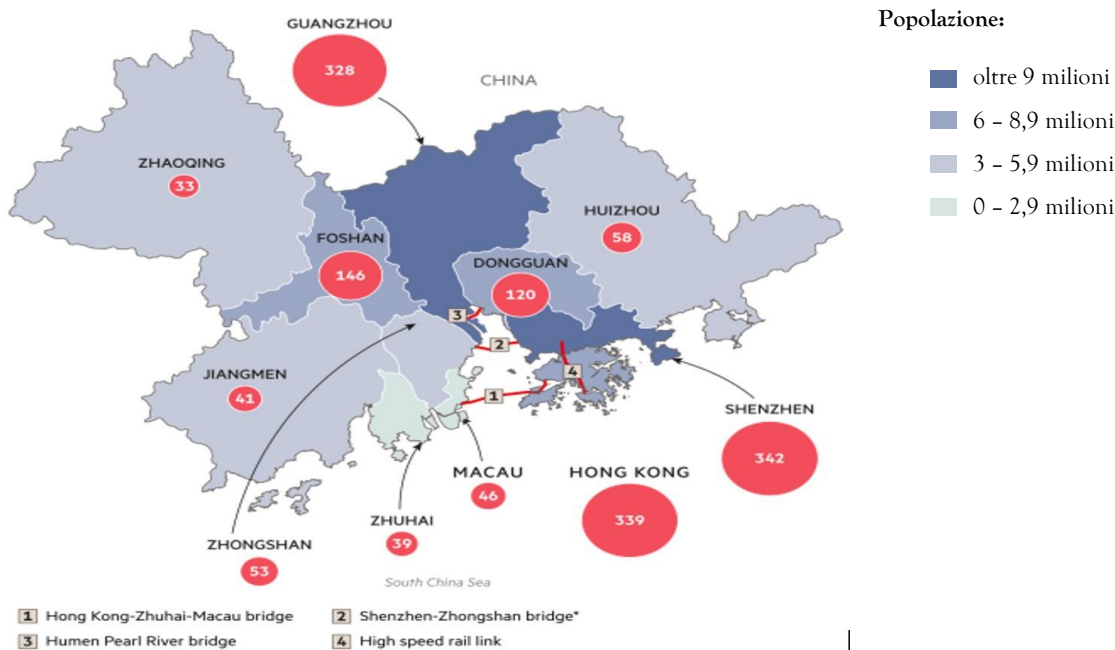 Popolazione:
oltre 9 milioni
6 – 8,9 milioni
3 – 5,9 milioni
0 – 2,9 milioni
GUANGZHOU
328
CHINA
ZHAOQING
33
HUIZHOU
58
FOSHAN
146
DONGGUAN
120
3
2
4
1
JIANGMEN
41
SHENZHEN
342
MACAU
46
HONG KONG
339
ZHUHAI
39
ZHONGSHAN
53
South China Sea
1 Hong Kong-Zhuhai-Macau bridge
2 Shenzhen-Zhongshan bridge*
3 Humen Pearl River bridge
4 High speed rail link